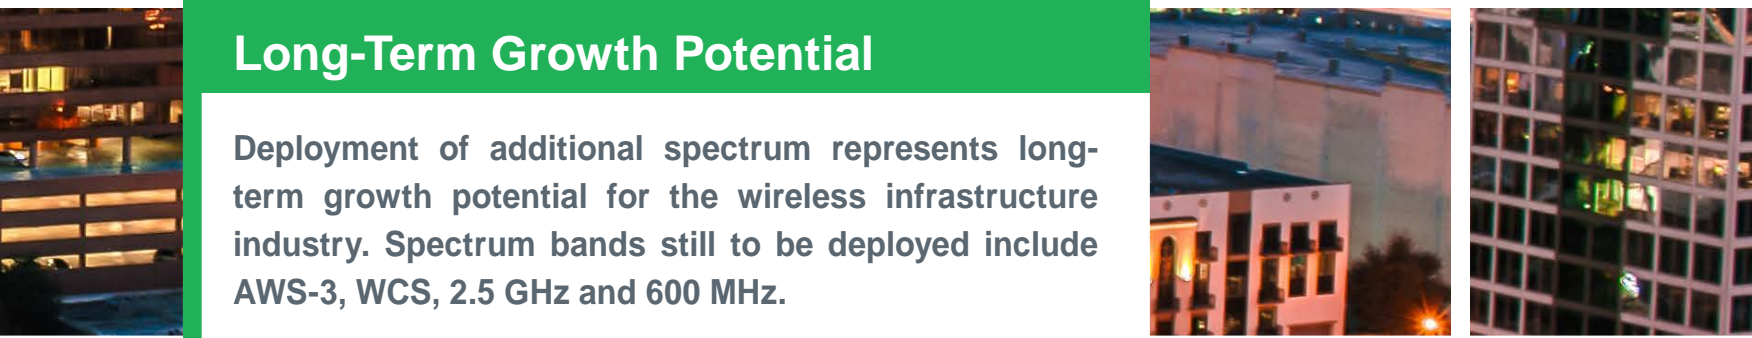 Long-Term Growth Potential
Deployment of additional spectrum represents long-
term growth potential for the wireless infrastructure
industry. Spectrum bands still to be deployed include
AWS-3, WCS, 2.5 GHz and 600 MHz.